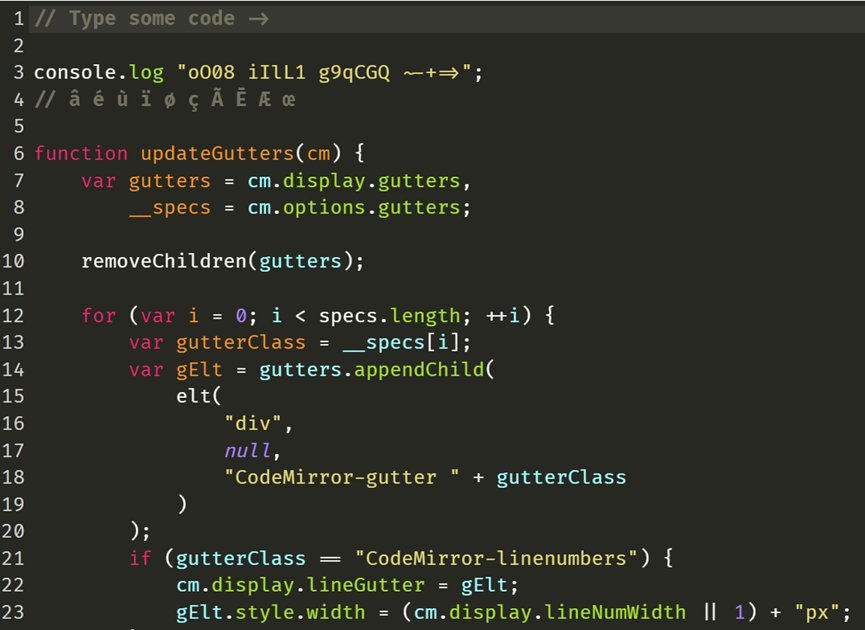 1 // Type some code ->
2
3 console.log "oO08 iIlL1 g9qCGQ ~-+=>";
4 // â é ù ï ø ç Ã Ē Æ œ
5
6 function updateGutters(cm) {
7     var gutters = cm.display.gutters,
8         __specs = cm.options.gutters;
9
10     removeChildren(gutters);
11
12     for (var i = 0; i < specs.length; ++i) {
13         var gutterClass = __specs[i];
14         var gElt = gutters.appendChild(
15             elt(
16                 "div",
17                 null,
18                 "CodeMirror-gutter " + gutterClass
19             )
20         );
21         if (gutterClass == "CodeMirror-linenumbers") {
22             cm.display.lineGutter = gElt;
23             gElt.style.width = (cm.display.lineNumWidth || 1) + "px";